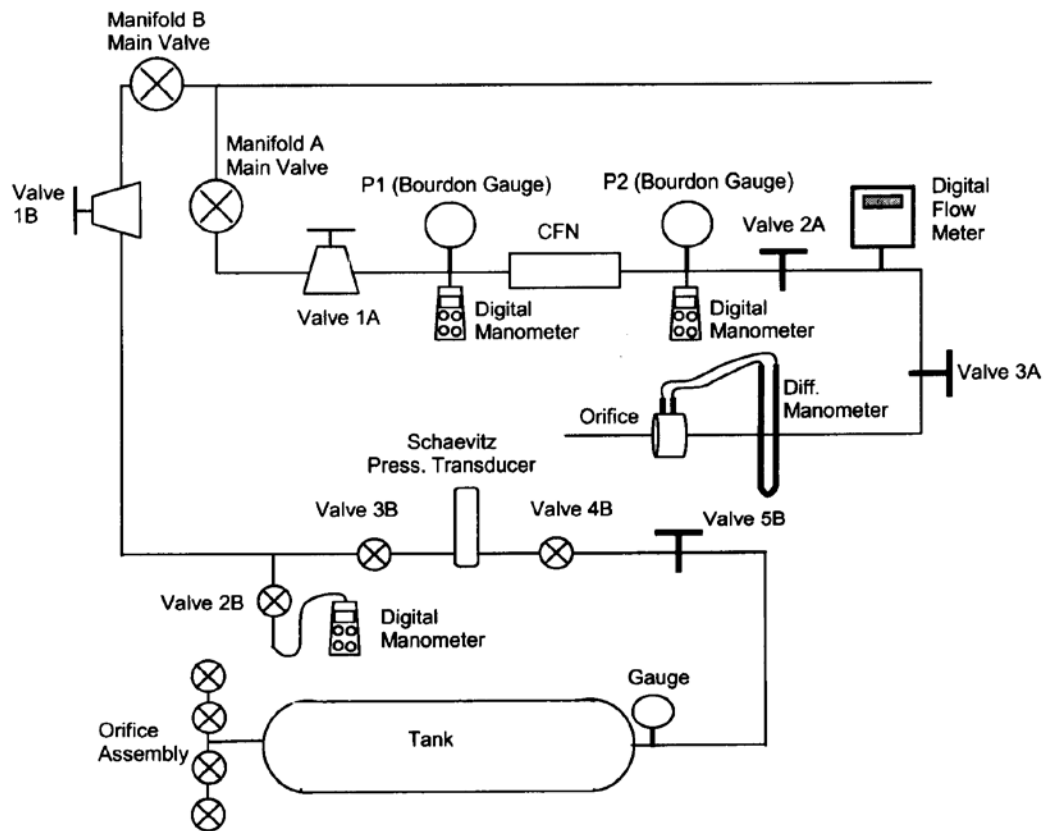 Manifold B
Main Valve
Manifold A
Main Valve
Valve
1B
P1 (Bourdon Gauge)
P2 (Bourdon Gauge)
Digital
Flow
Meter
CFN
Valve 2A
Valve 1A
Digital
Manometer
Digital
Manometer
Valve 3A
Diff.
Manometer
Orifice
Schaevitz
Press. Transducer
Valve 3B
Valve 4B
Valve 5B
Valve 2B
Digital
Manometer
Gauge
Orifice
Assembly
Tank